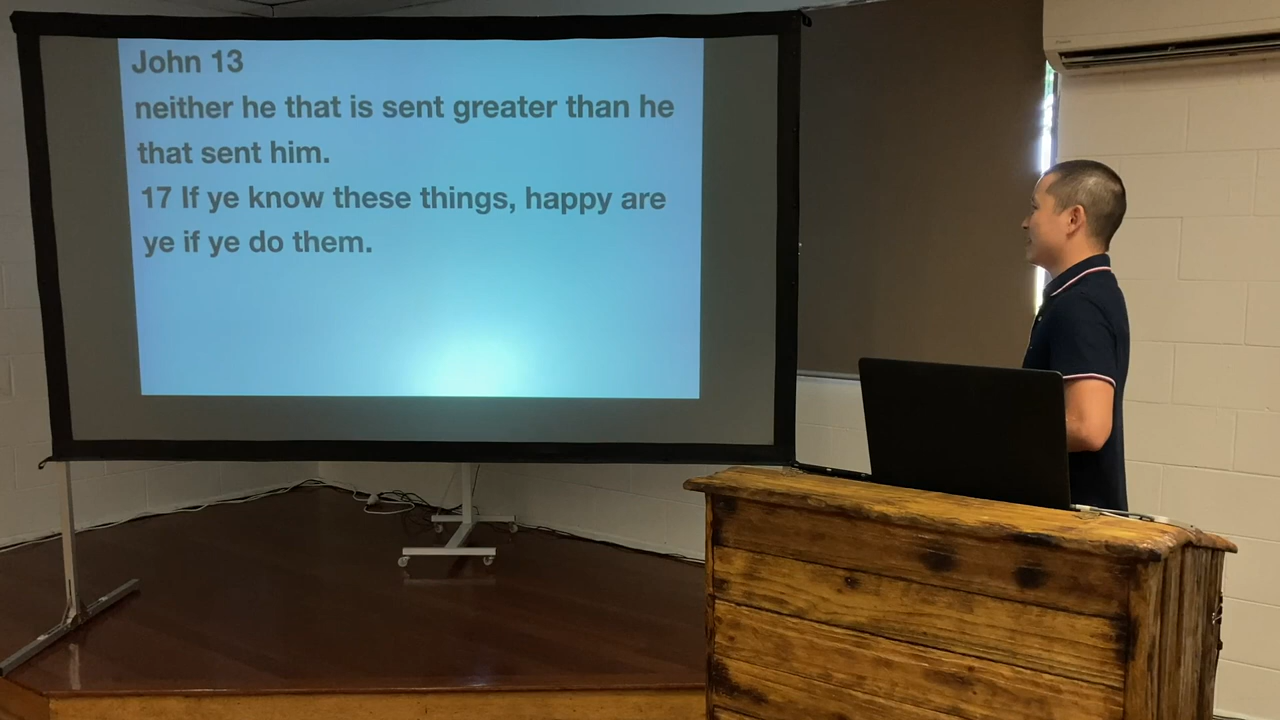 John 13
neither he that is sent greater than he
that sent him.
17 If ye know these things, happy are
ye if ye do them.